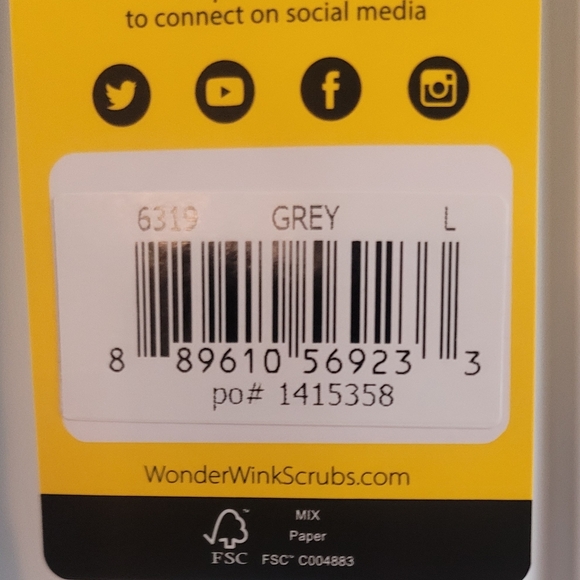 to connect on social media
6319 GREY L
8 89610 56923 3
po# 1415358
WonderWinkScrubs.com
MIX
Paper
FSC FSC™ C004883